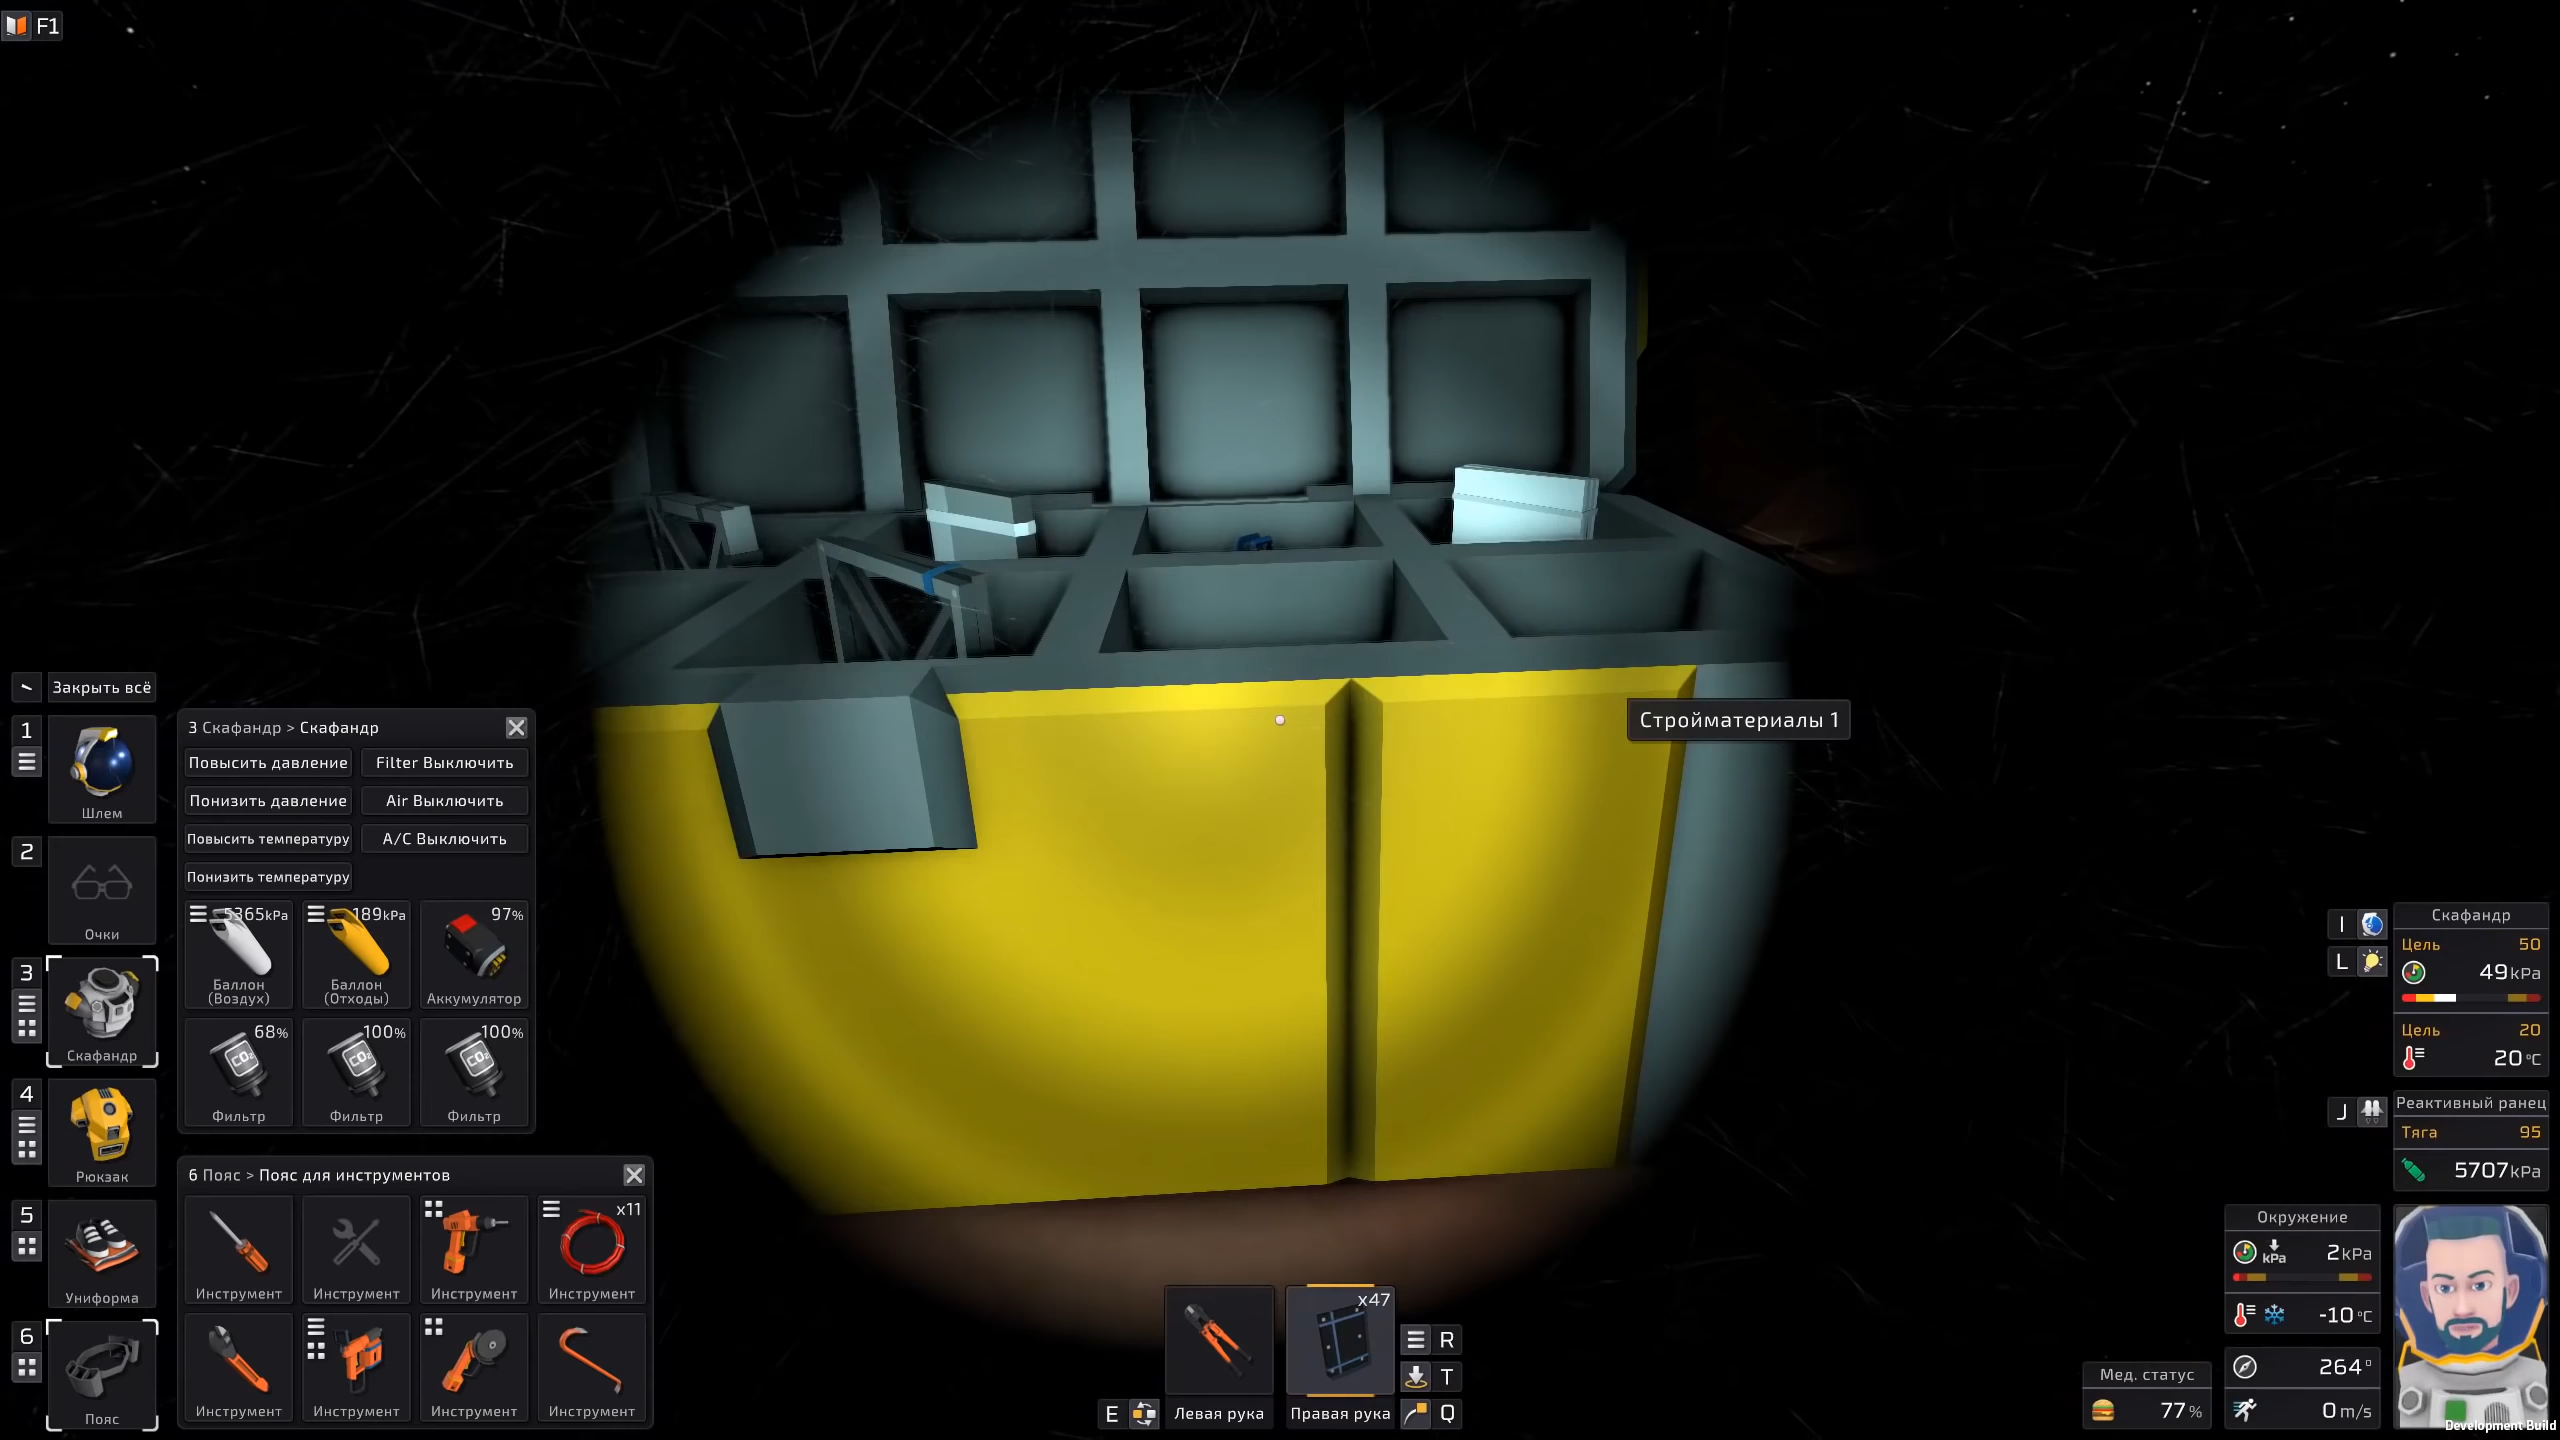 F1
Стройматериалы 1
Закрыть всё
1
Шлем
2
Очки
3
Скафандр
4
Рюкзак
5
Униформа
6
Пояс
3 Скафандр > Скафандр
Повысить давление
Filter Выключить
Понизить давление
Air Выключить
Повысить температуру
A/C Выключить
Понизить температуру
5365kPa
Баллон
(Воздух)
189kPa
Баллон
(Отходы)
97%
Аккумулятор
68%
CO2
Фильтр
100%
CO2
Фильтр
100%
CO2
Фильтр
6 Пояс > Пояс для инструментов
Инструмент
Инструмент
Инструмент
x11
Инструмент
Инструмент
Инструмент
Инструмент
Инструмент
E
Левая рука
x47
Правая рука
R
T
Q
I
L
Скафандр
Цель 50
49kPa
Цель 20
20°C
J
Реактивный ранец
Тяга 95
5707kPa
Окружение
kPa
2kPa
-10°C
264°
0m/s
Мед. статус
77%
Development Build